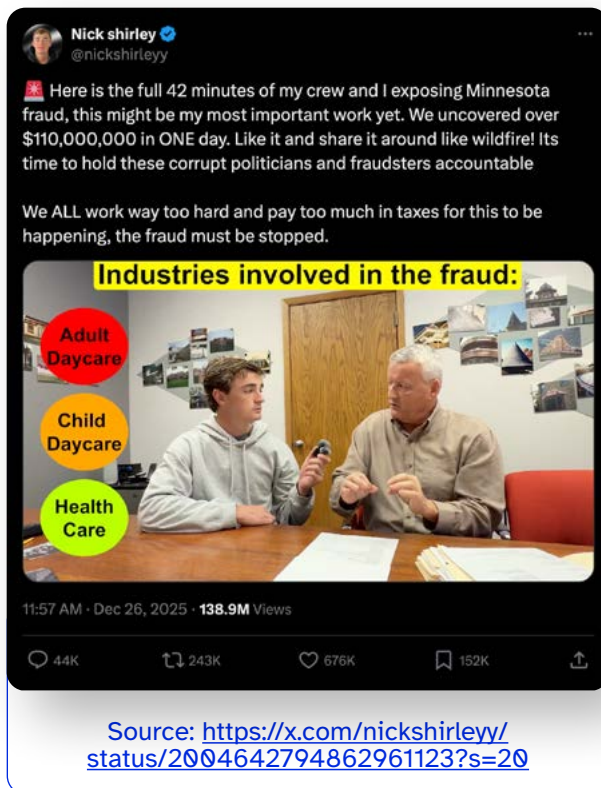 Nick shirley
@nickshirleyy
🚨 Here is the full 42 minutes of my crew and I exposing Minnesota
fraud, this might be my most important work yet. We uncovered over
$110,000,000 in ONE day. Like it and share it around like wildfire! Its
time to hold these corrupt politicians and fraudsters accountable
We ALL work way too hard and pay too much in taxes for this to be
happening, the fraud must be stopped.
Industries involved in the fraud:
Adult
Daycare
Child
Daycare
Health
Care
11:57 AM · Dec 26, 2025 · 138.9M Views
44K 243K 676K 152K
Source: https://x.com/nickshirleyy/
status/2004642794862961123?s=20